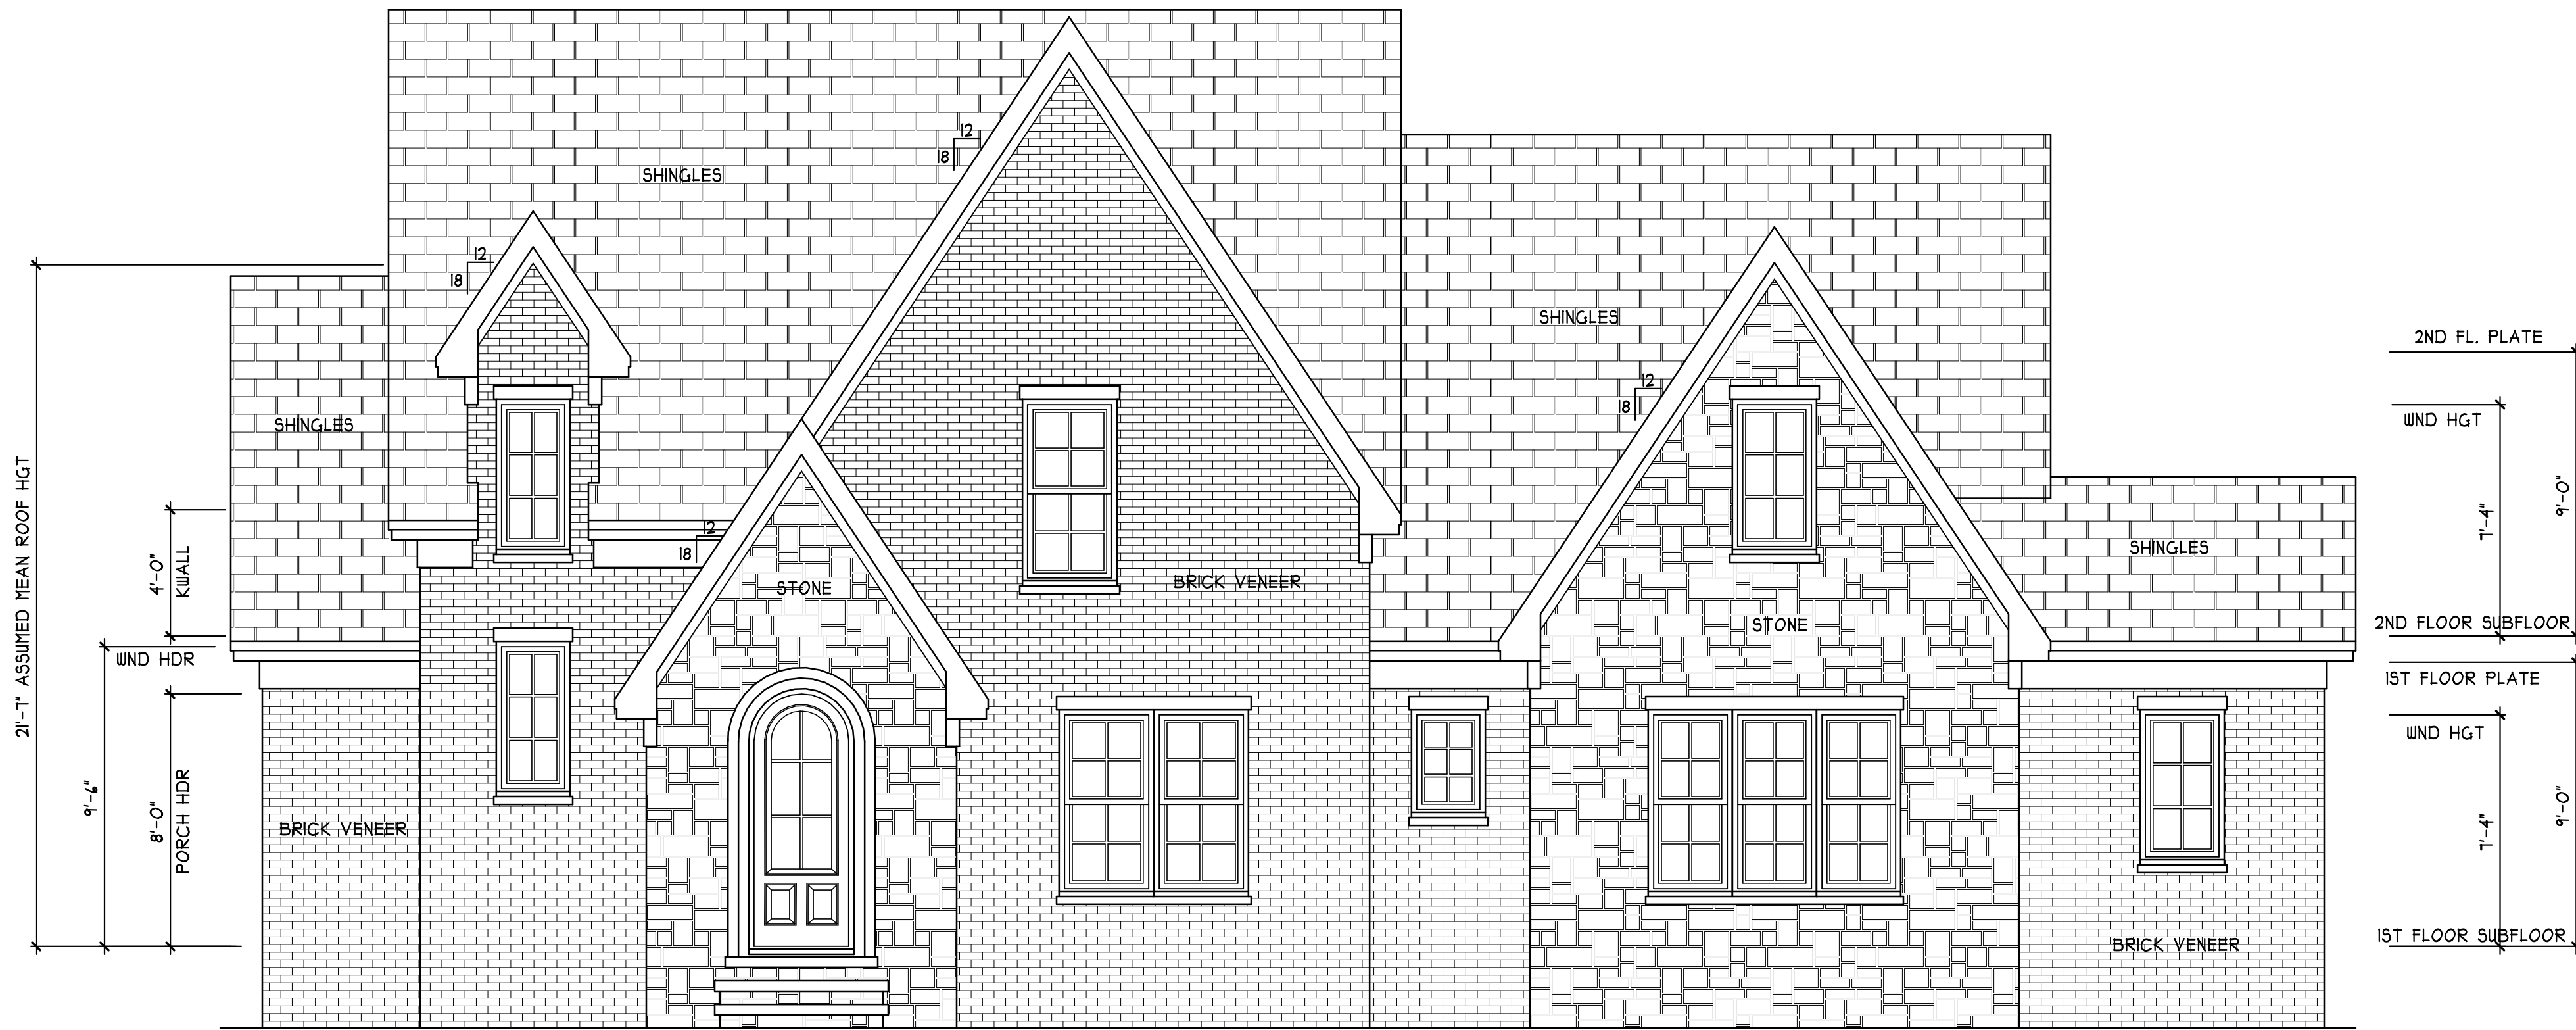 12
18
SHINGLES
12
18
SHINGLES
2ND FL. PLATE
12
18
WND HGT
SHINGLES
21'-7" ASSUMED MEAN ROOF HGT
4'-0"
KWALL
7'-4"
9'-0"
12
18
SHINGLES
BRICK VENEER
STONE
STONE
2ND FLOOR SUBFLOOR
WND HDR
1ST FLOOR PLATE
WND HGT
9'-6"
8'-0"
PORCH HDR
7'-4"
9'-0"
BRICK VENEER
1ST FLOOR SUBFLOOR
BRICK VENEER